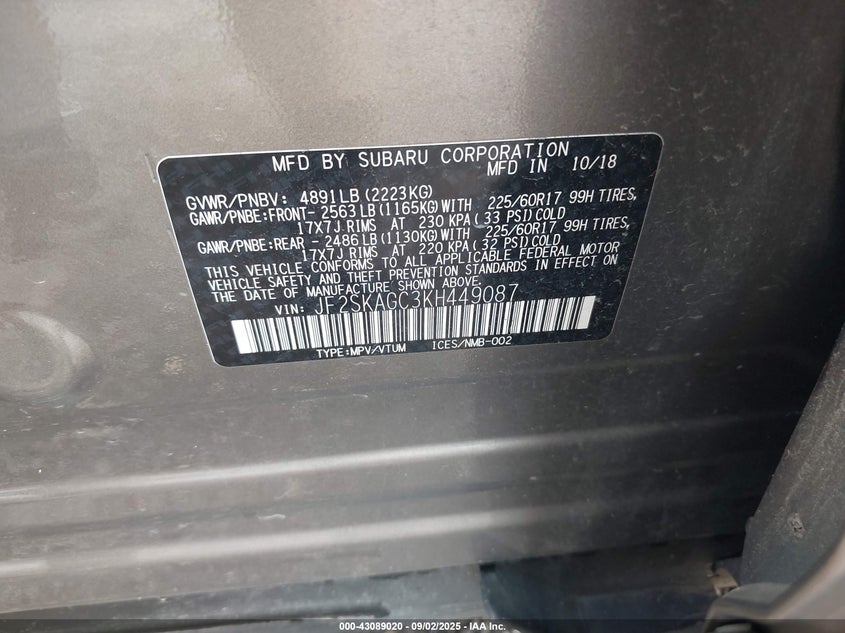 MFD BY SUBARU CORPORATION
MFD IN 10/18
GVWR/PNBV: 4891LB(2223KG)
GAWR/PNBE:FRONT- 2563LB(1165KG)WITH 225/60R17 99H TIRES,
17X7J RIMS AT 230 KPA(33 PSI)COLD
GAWR/PNBE:REAR - 2486LB(1130KG)WITH 225/60R17 99H TIRES,
17X7J RIMS AT 220 KPA(32 PSI)COLD
THIS VEHICLE CONFORMS TO ALL APPLICABLE FEDERAL MOTOR
VEHICLE SAFETY AND THEFT PREVENTION STANDARDS IN EFFECT ON
THE DATE OF MANUFACTURE SHOWN ABOVE.
VIN: JF2SKAGC3KH449087
TYPE:MPV/VTUM ICES/NMB-002
000-43089020 - 09/02/2025 - IAA Inc.